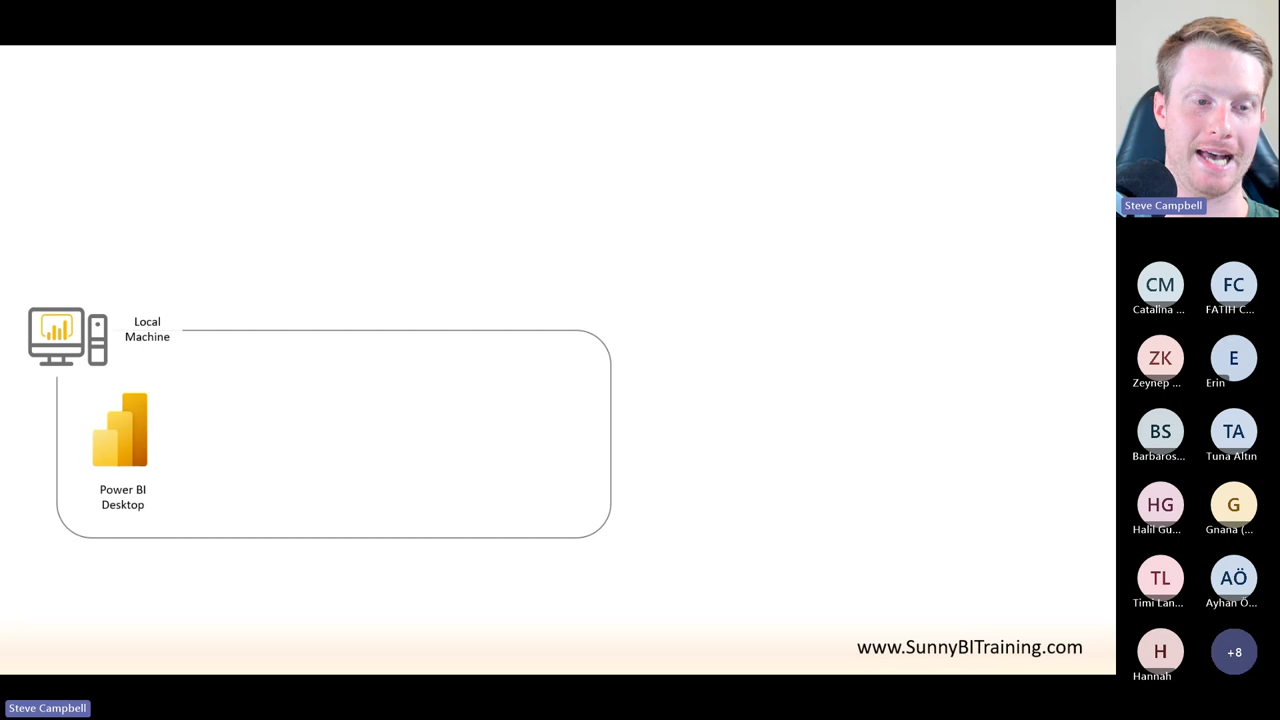 Steve Campbell
Local
Machine
Power BI
Desktop
www.SunnyBITraining.com
Steve Campbell
CM
Catalina ...
FC
FATIH C...
ZK
Zeynep ...
E
Erin
BS
Barbaros...
TA
Tuna Altın
HG
Halil Gu...
G
Gnana (...
TL
Timi Lan...
AÖ
Ayhan Ö...
H
Hannah
+8